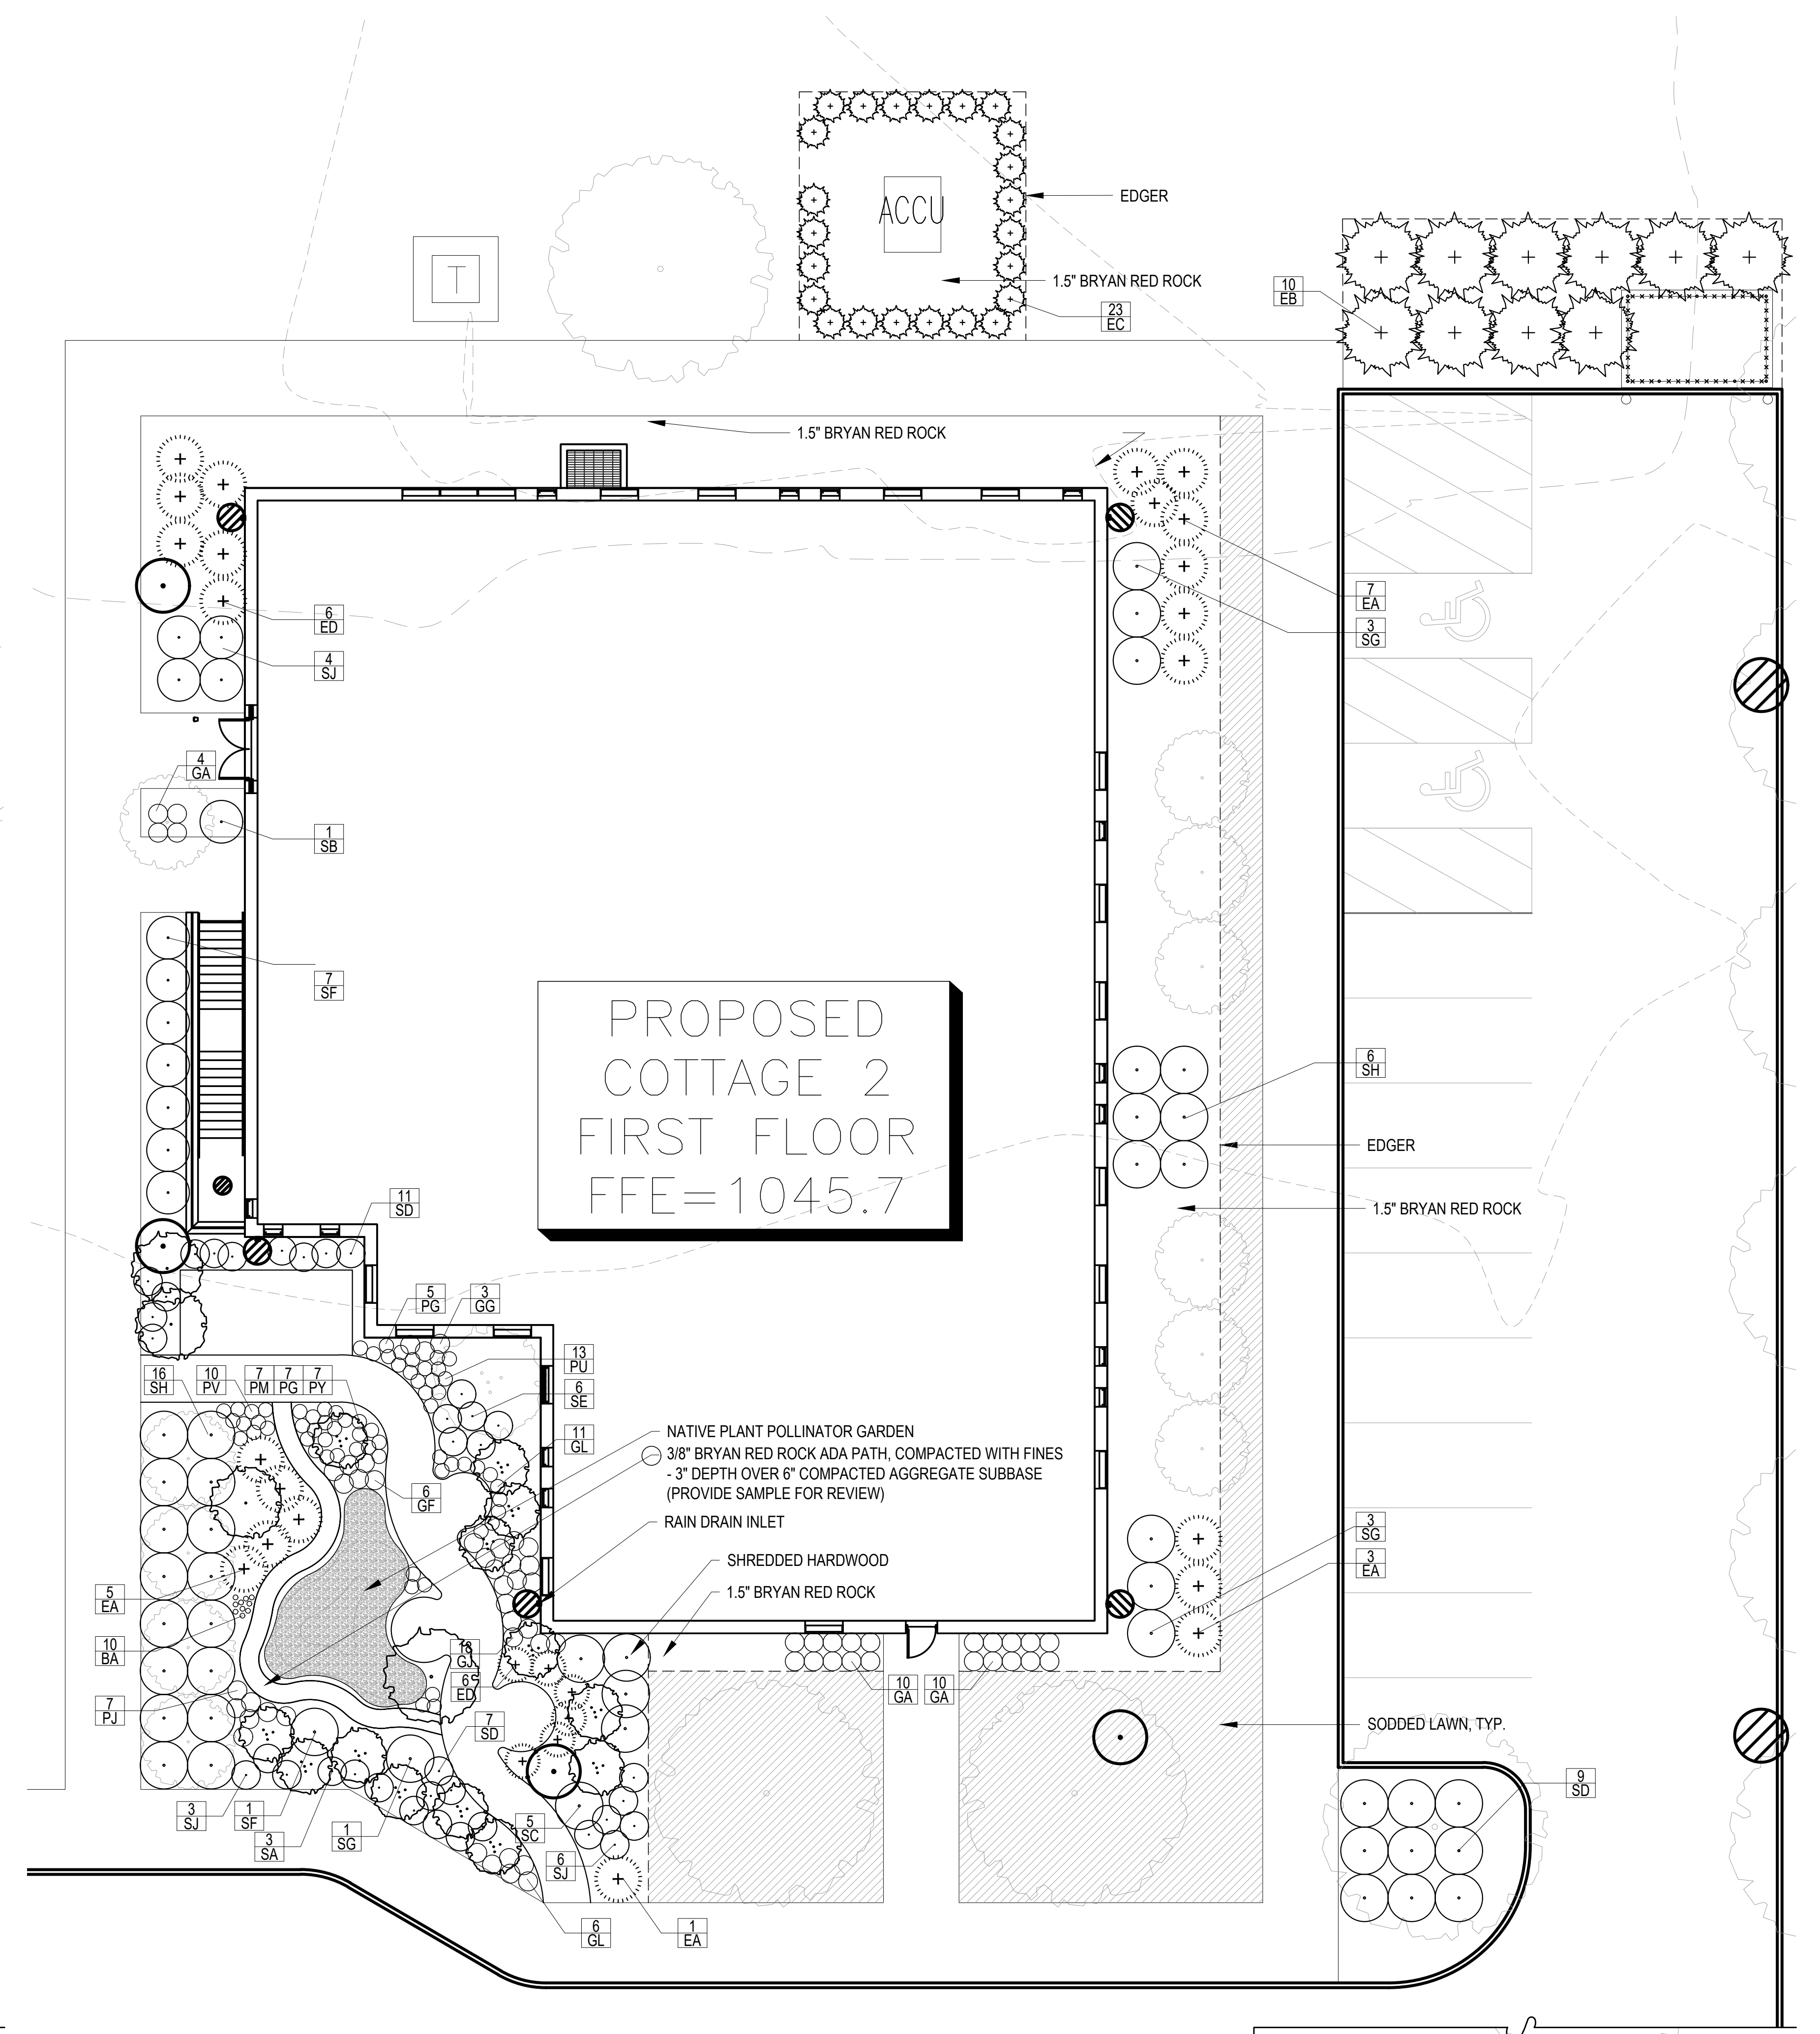 EDGER
ACCU
1.5" BRYAN RED ROCK
T
10
EB
23
EC
1.5" BRYAN RED ROCK
6
ED
7
EA
3
SG
4
SJ
4
GA
1
SB
7
SF
PROPOSED
COTTAGE 2
FIRST FLOOR
FFE=1045.7
6
SH
EDGER
11
SD
1.5" BRYAN RED ROCK
5
PG
3
GG
13
PU
16
SH
10
PV
7
PM
7
PG
7
PY
6
SE
11
GL
NATIVE PLANT POLLINATOR GARDEN
3/8" BRYAN RED ROCK ADA PATH, COMPACTED WITH FINES
- 3" DEPTH OVER 6" COMPACTED AGGREGATE SUBBASE
(PROVIDE SAMPLE FOR REVIEW)
6
GF
RAIN DRAIN INLET
3
SG
SHREDDED HARDWOOD
3
EA
5
EA
1.5" BRYAN RED ROCK
10
BA
GJ
6
ED
10
GA
10
GA
7
PJ
7
SD
SODDED LAWN, TYP.
9
SD
3
SJ
1
SF
3
SA
1
SG
5
SC
6
SJ
6
GL
1
EA